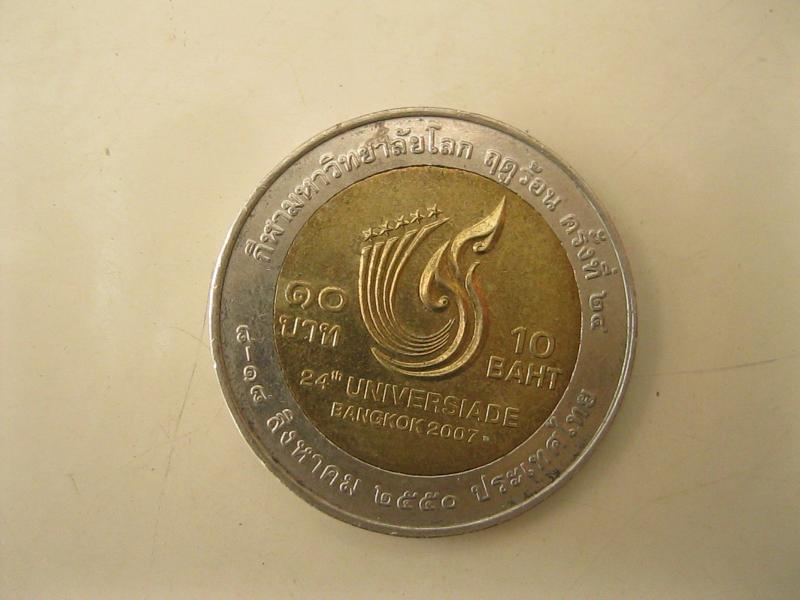 กีฬามหาวิทยาลัยโลก ฤดูร้อน ครั้งที่ ๒๔
๑๐
บาท
10
BAHT
24th UNIVERSIADE
BANGKOK 2007
๘-๑๘ สิงหาคม ๒๕๕๐ ประเทศไทย